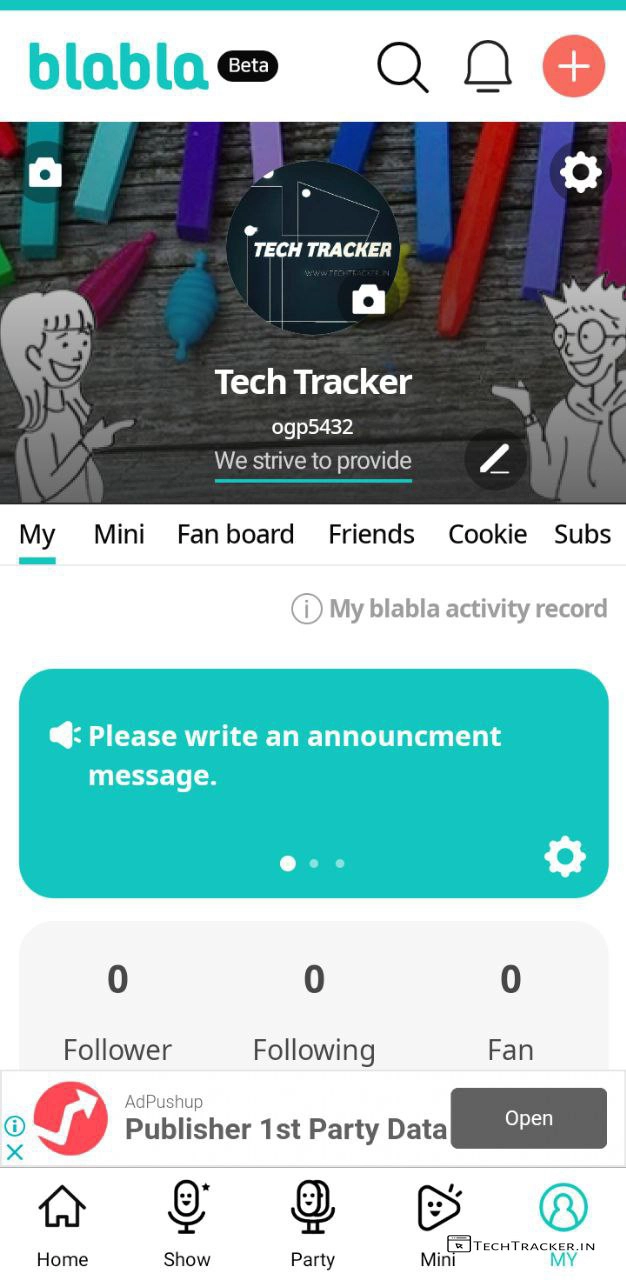 blabla Beta
TECH TRACKER
WWW.TECHTRACKER.IN
Tech Tracker
ogp5432
We strive to provide
My Mini Fan board Friends Cookie Subs
My blabla activity record
Please write an announcment
message.
0 0 0
Follower Following Fan
AdPushup
Publisher 1st Party Data
Open
Home Show Party Mini MY
TECHTRACKER.IN